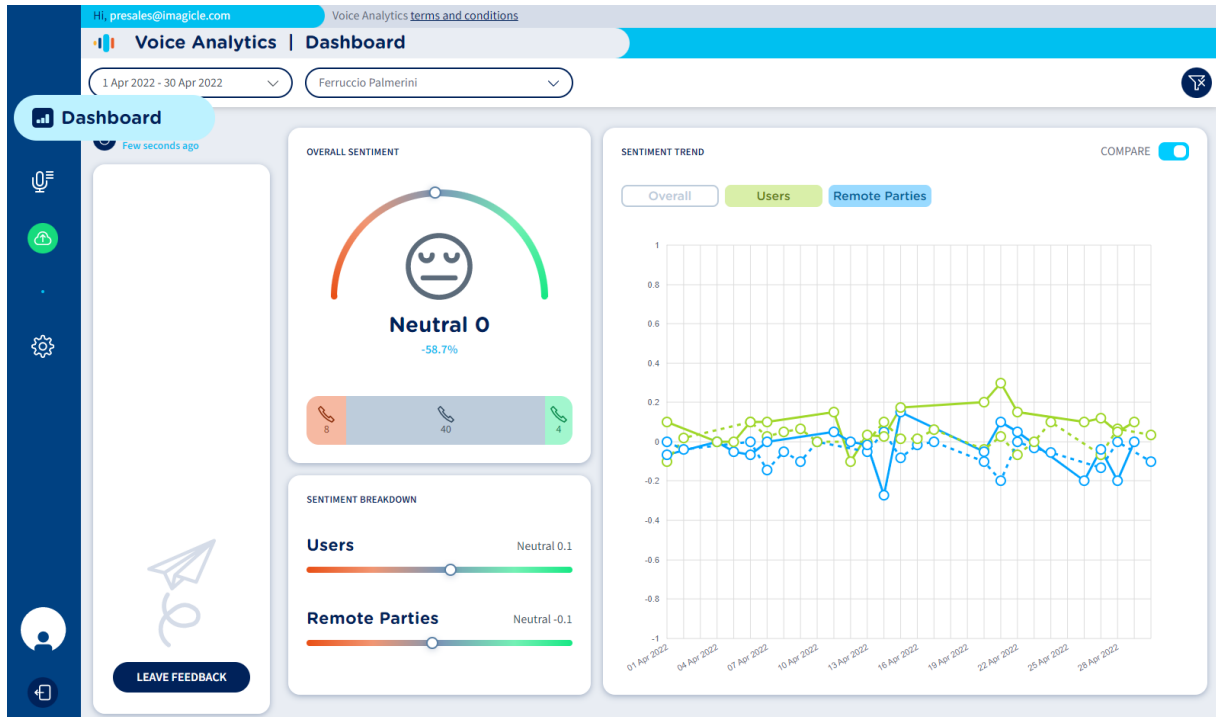 Hi, presales@imagicle.com
Voice Analytics terms and conditions
Voice Analytics | Dashboard
1 Apr 2022 - 30 Apr 2022
Ferruccio Palmerini
Dashboard
Few seconds ago
OVERALL SENTIMENT
Neutral 0
-58.7%
8
40
4
SENTIMENT BREAKDOWN
Users
Neutral 0.1
Remote Parties
Neutral -0.1
LEAVE FEEDBACK
SENTIMENT TREND
COMPARE
Overall
Users
Remote Parties
1
0.8
0.6
0.4
0.2
0
-0.2
-0.4
-0.6
-0.8
-1
01 Apr 2022
04 Apr 2022
07 Apr 2022
10 Apr 2022
13 Apr 2022
16 Apr 2022
19 Apr 2022
22 Apr 2022
25 Apr 2022
28 Apr 2022